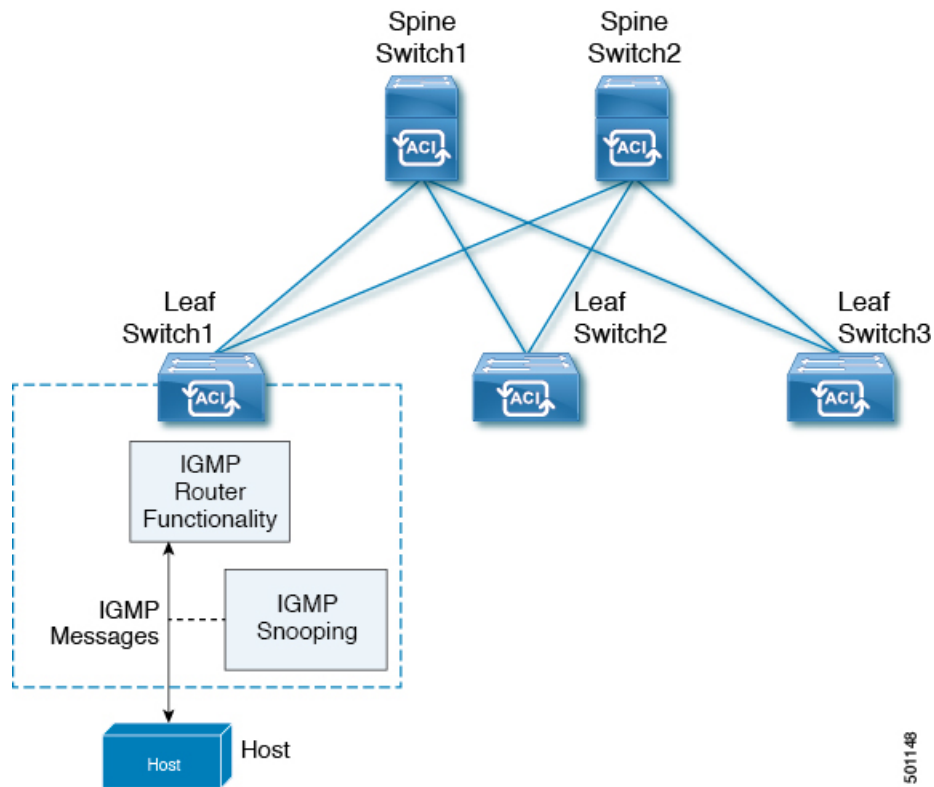 Spine
Switch1
Spine
Switch2
ACI
ACI
Leaf
Switch1
Leaf
Switch2
Leaf
Switch3
ACI
ACI
ACI
IGMP
Router
Functionality
IGMP
Messages
IGMP
Snooping
Host
Host
501148